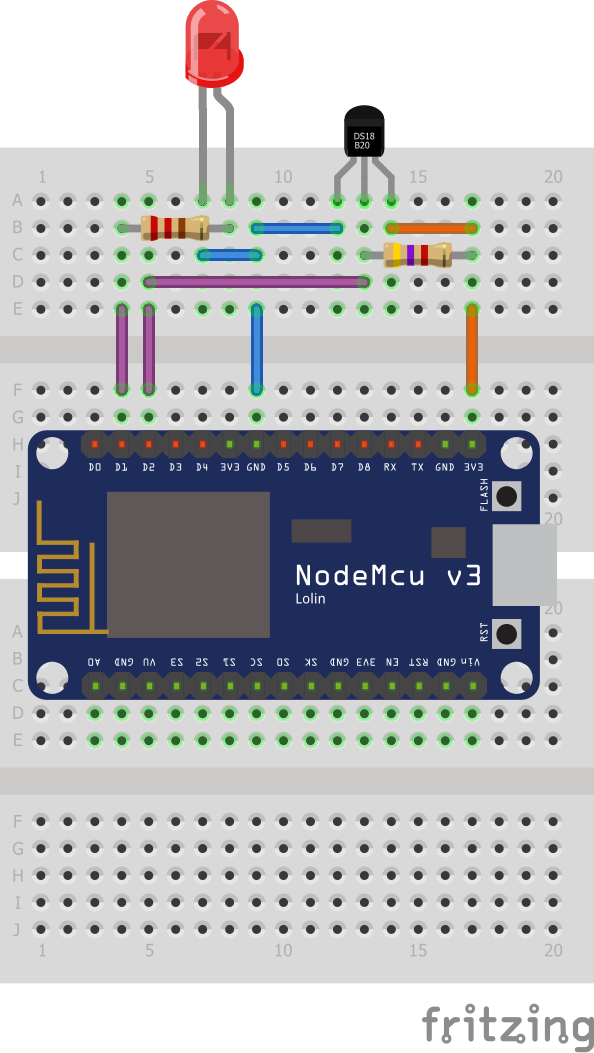 1 5 10 15 20
DS18
B20
A
B
C
D
E
F
G
H
D0 D1 D2 D3 D4 3V3 GND D5 D6 D7 D8 RX TX GND 3V3
I
J
FLASH
20
NodeMcu v3
Lolin
20
RST
A
B
A0 GND VU S3 S2 S1 SC S0 SK GND 3V3 EN RST GND Vin
C
D
E
F
G
H
I
J
1 5 10 15 20
fritzing